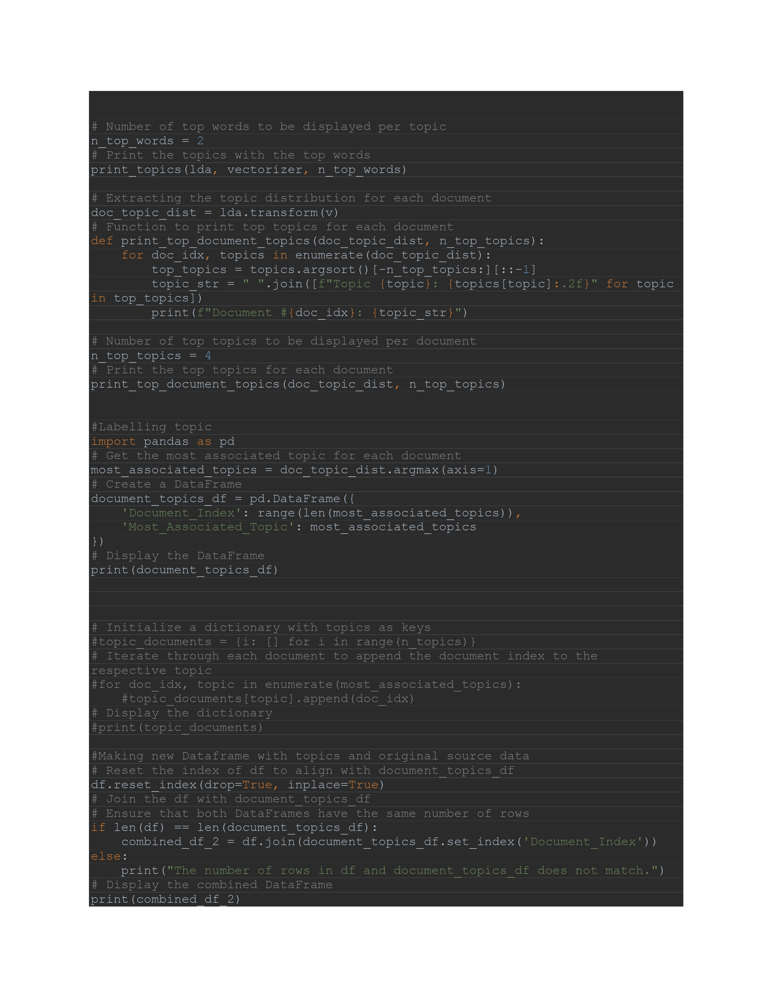 # Number of top words to be displayed per topic
n_top_words = 2
# Print the topics with the top words
print_topics(lda, vectorizer, n_top_words)
# Extracting the topic distribution for each document
doc_topic_dist = lda.transform(v)
# Function to print top topics for each document
def print_top_document_topics(doc_topic_dist, n_top_topics):
    for doc_idx, topics in enumerate(doc_topic_dist):
        top_topics = topics.argsort()[-n_top_topics:][::-1]
        topic_str = " ".join([f"Topic {topic}: {topics[topic]:.2f}" for topic
in top_topics])
        print(f"Document #{doc_idx}: {topic_str}")
# Number of top topics to be displayed per document
n_top_topics = 4
# Print the top topics for each document
print_top_document_topics(doc_topic_dist, n_top_topics)
#Labelling topic
import pandas as pd
# Get the most associated topic for each document
most_associated_topics = doc_topic_dist.argmax(axis=1)
# Create a DataFrame
document_topics_df = pd.DataFrame({
    'Document_Index': range(len(most_associated_topics)),
    'Most_Associated_Topic': most_associated_topics
})
# Display the DataFrame
print(document_topics_df)
# Initialize a dictionary with topics as keys
#topic_documents = {i: [] for i in range(n_topics)}
# Iterate through each document to append the document index to the
respective topic
#for doc_idx, topic in enumerate(most_associated_topics):
    #topic_documents[topic].append(doc_idx)
# Display the dictionary
#print(topic_documents)
#Making new Dataframe with topics and original source data
# Reset the index of df to align with document_topics_df
df.reset_index(drop=True, inplace=True)
# Join the df with document_topics_df
# Ensure that both DataFrames have the same number of rows
if len(df) == len(document_topics_df):
    combined_df_2 = df.join(document_topics_df.set_index('Document_Index'))
else:
    print("The number of rows in df and document_topics_df does not match.")
# Display the combined DataFrame
print(combined_df_2)